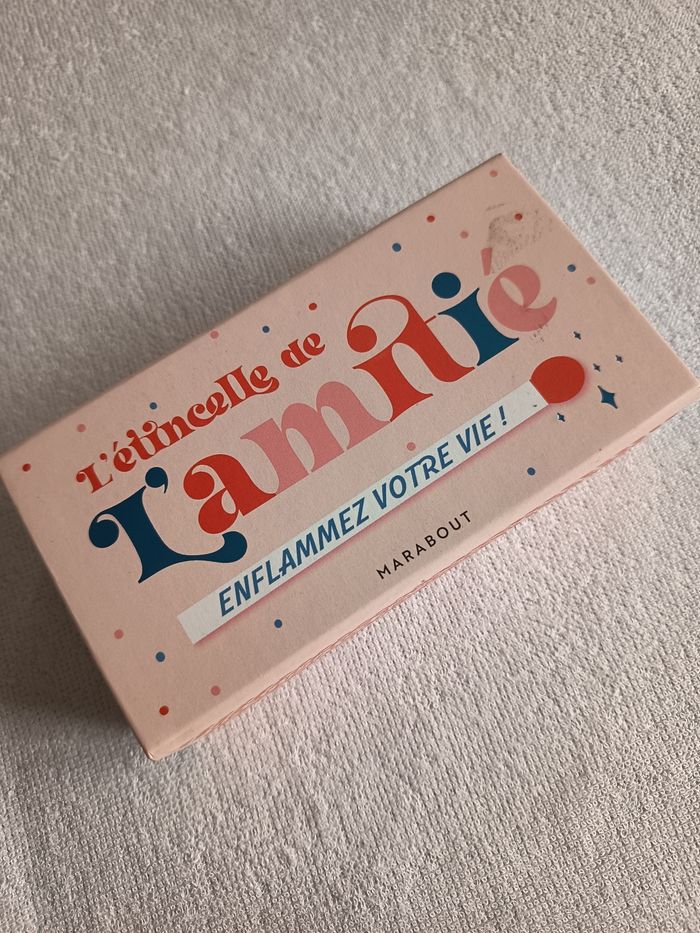 L'étincelle de
L'amitié
ENFLAMMEZ VOTRE VIE !
MARABOUT